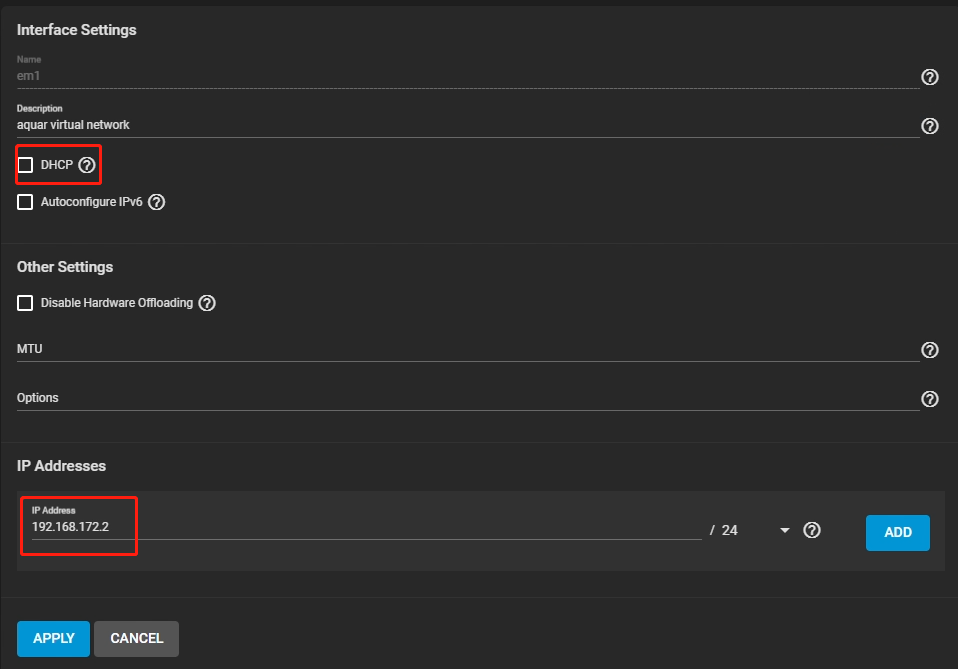 Interface Settings
Name
em1
Description
aquar virtual network
DHCP
Autoconfigure IPv6
Other Settings
Disable Hardware Offloading
MTU
Options
IP Addresses
IP Address
192.168.172.2
/ 24
ADD
APPLY CANCEL